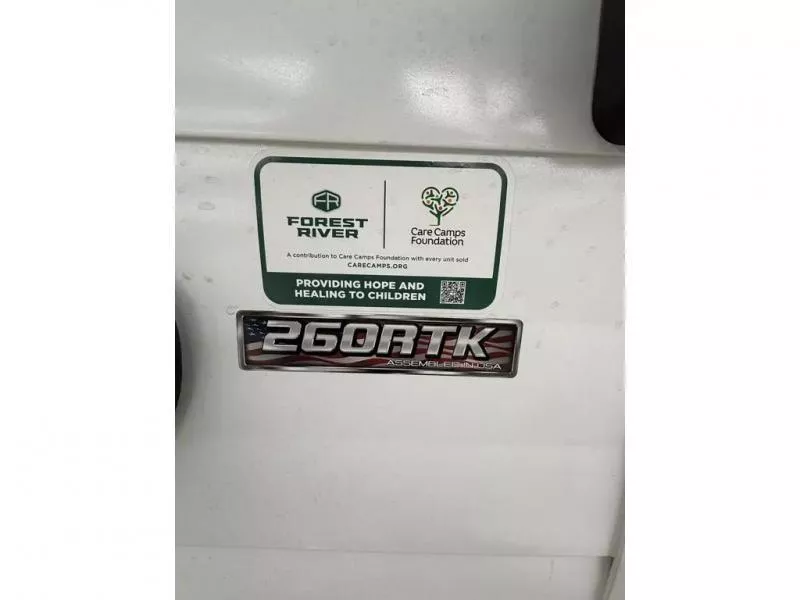 FR
FOREST
RIVER
Care Camps
Foundation
A contribution to Care Camps Foundation with every unit sold
CARECAMPS.ORG
PROVIDING HOPE AND
HEALING TO CHILDREN
260RTK
ASSEMBLED IN USA